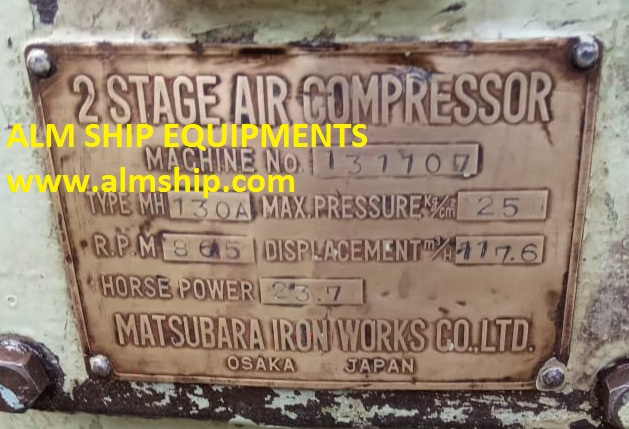 2 STAGE AIR COMPRESSOR
ALM SHIP EQUIPMENTS
MACHINE NO. 131107
www.almship.com
TYPE MH 130A MAX. PRESSURE kg/cm² 25
R.P.M 865 DISPLACEMENT m³/H 117.6
HORSE POWER 23.7
MATSUBARA IRON WORKS CO., LTD.
OSAKA JAPAN